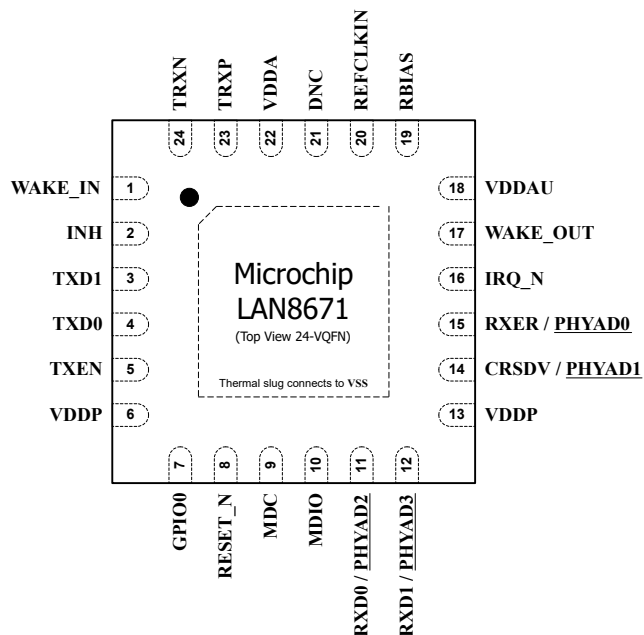 TRXN
TRXP
VDDA
DNC
REFCLKIN
RBIAS
24
23
22
21
20
19
WAKE_IN 1
INH 2
TXD1 3
TXD0 4
TXEN 5
VDDP 6
Microchip
LAN8671
(Top View 24-VQFN)
Thermal slug connects to VSS
18 VDDAU
17 WAKE_OUT
16 IRQ_N
15 RXER / PHYAD0
14 CRSDV / PHYAD1
13 VDDP
7
8
9
10
11
12
GPIO0
RESET_N
MDC
MDIO
RXD0 / PHYAD2
RXD1 / PHYAD3